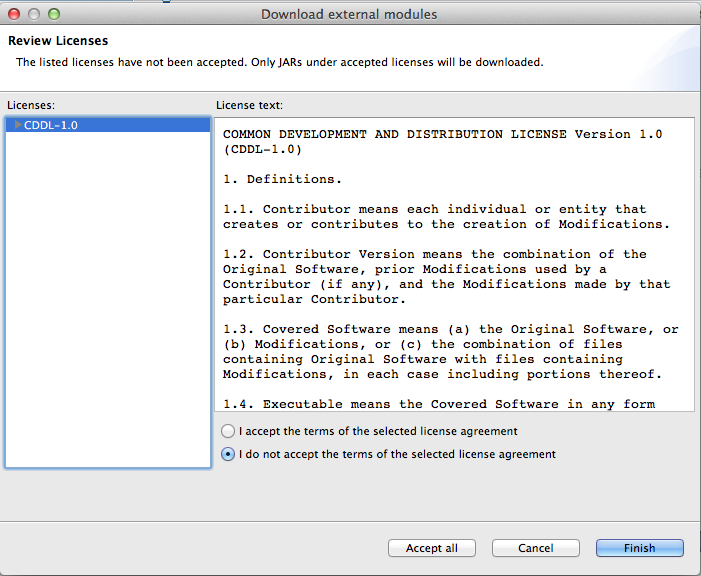 Download external modules
Review Licenses
The listed licenses have not been accepted. Only JARs under accepted licenses will be downloaded.
Licenses:
License text:
CDDL-1.0
COMMON DEVELOPMENT AND DISTRIBUTION LICENSE Version 1.0
(CDDL-1.0)
1. Definitions.
1.1. Contributor means each individual or entity that
creates or contributes to the creation of Modifications.
1.2. Contributor Version means the combination of the
Original Software, prior Modifications used by a
Contributor (if any), and the Modifications made by that
particular Contributor.
1.3. Covered Software means (a) the Original Software, or
(b) Modifications, or (c) the combination of files
containing Original Software with files containing
Modifications, in each case including portions thereof.
1.4. Executable means the Covered Software in any form
I accept the terms of the selected license agreement
I do not accept the terms of the selected license agreement
Accept all
Cancel
Finish